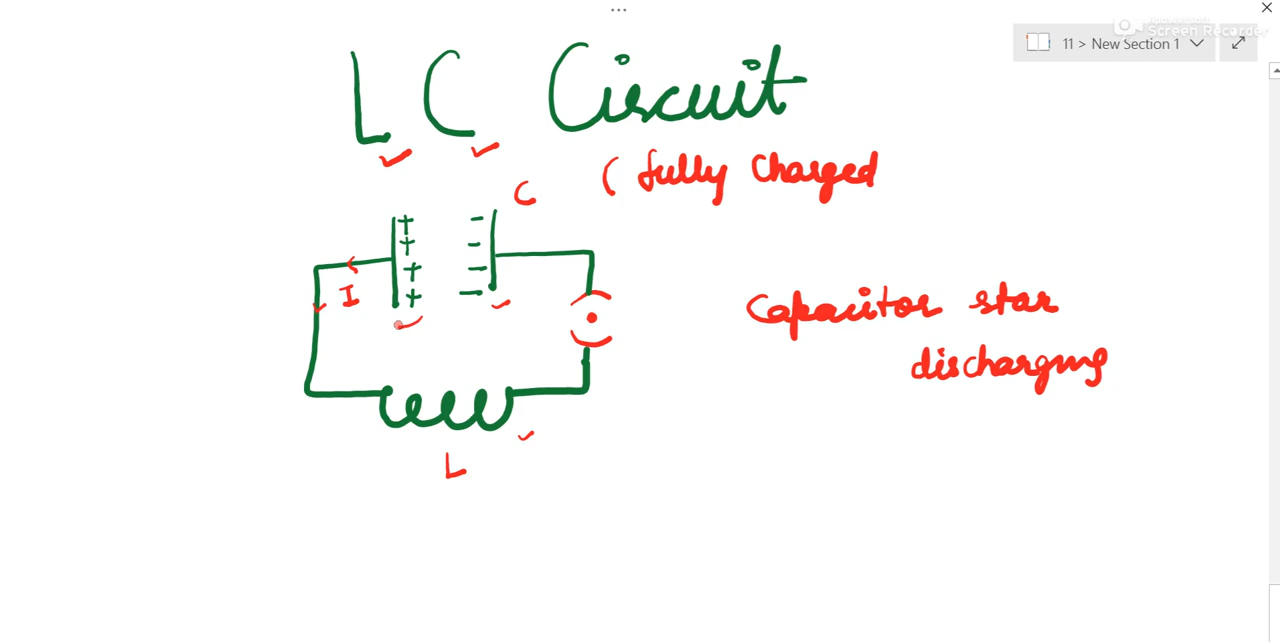 11 > New Section 1
Screen Recorder
LC Circuit
(fully Charged
C
+ −
+ −
+ −
+ −
I
Capacitor star
discharging
L